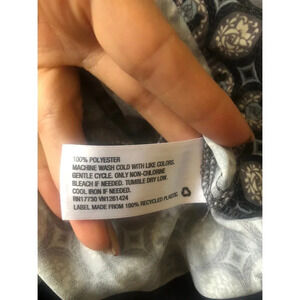 100% POLYESTER
MACHINE WASH COLD WITH LIKE COLORS.
GENTLE CYCLE. ONLY NON-CHLORINE
BLEACH IF NEEDED. TUMBLE DRY LOW.
COOL IRON IF NEEDED.
RN17730 VN1261424
LABEL MADE FROM 100% RECYCLED PLASTIC